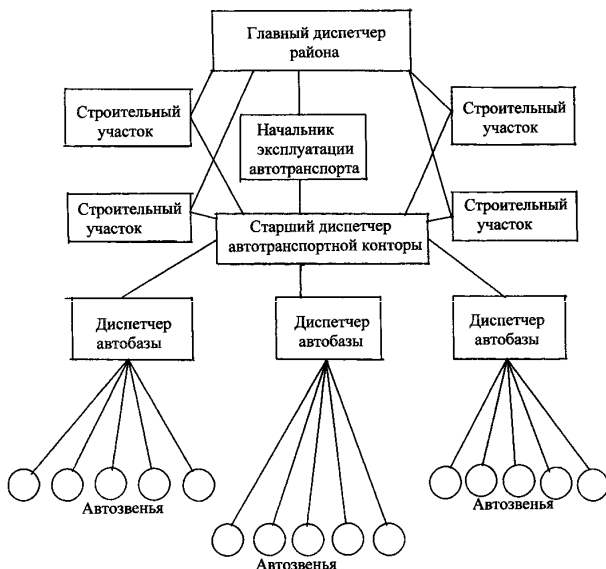 Главный диспетчер
района
Строительный
участок
Строительный
участок
Начальник
эксплуатации
автотранспорта
Строительный
участок
Строительный
участок
Старший диспетчер
автотранспортной конторы
Диспетчер
автобазы
Диспетчер
автобазы
Диспетчер
автобазы
Автозвенья
Автозвенья
Автозвенья